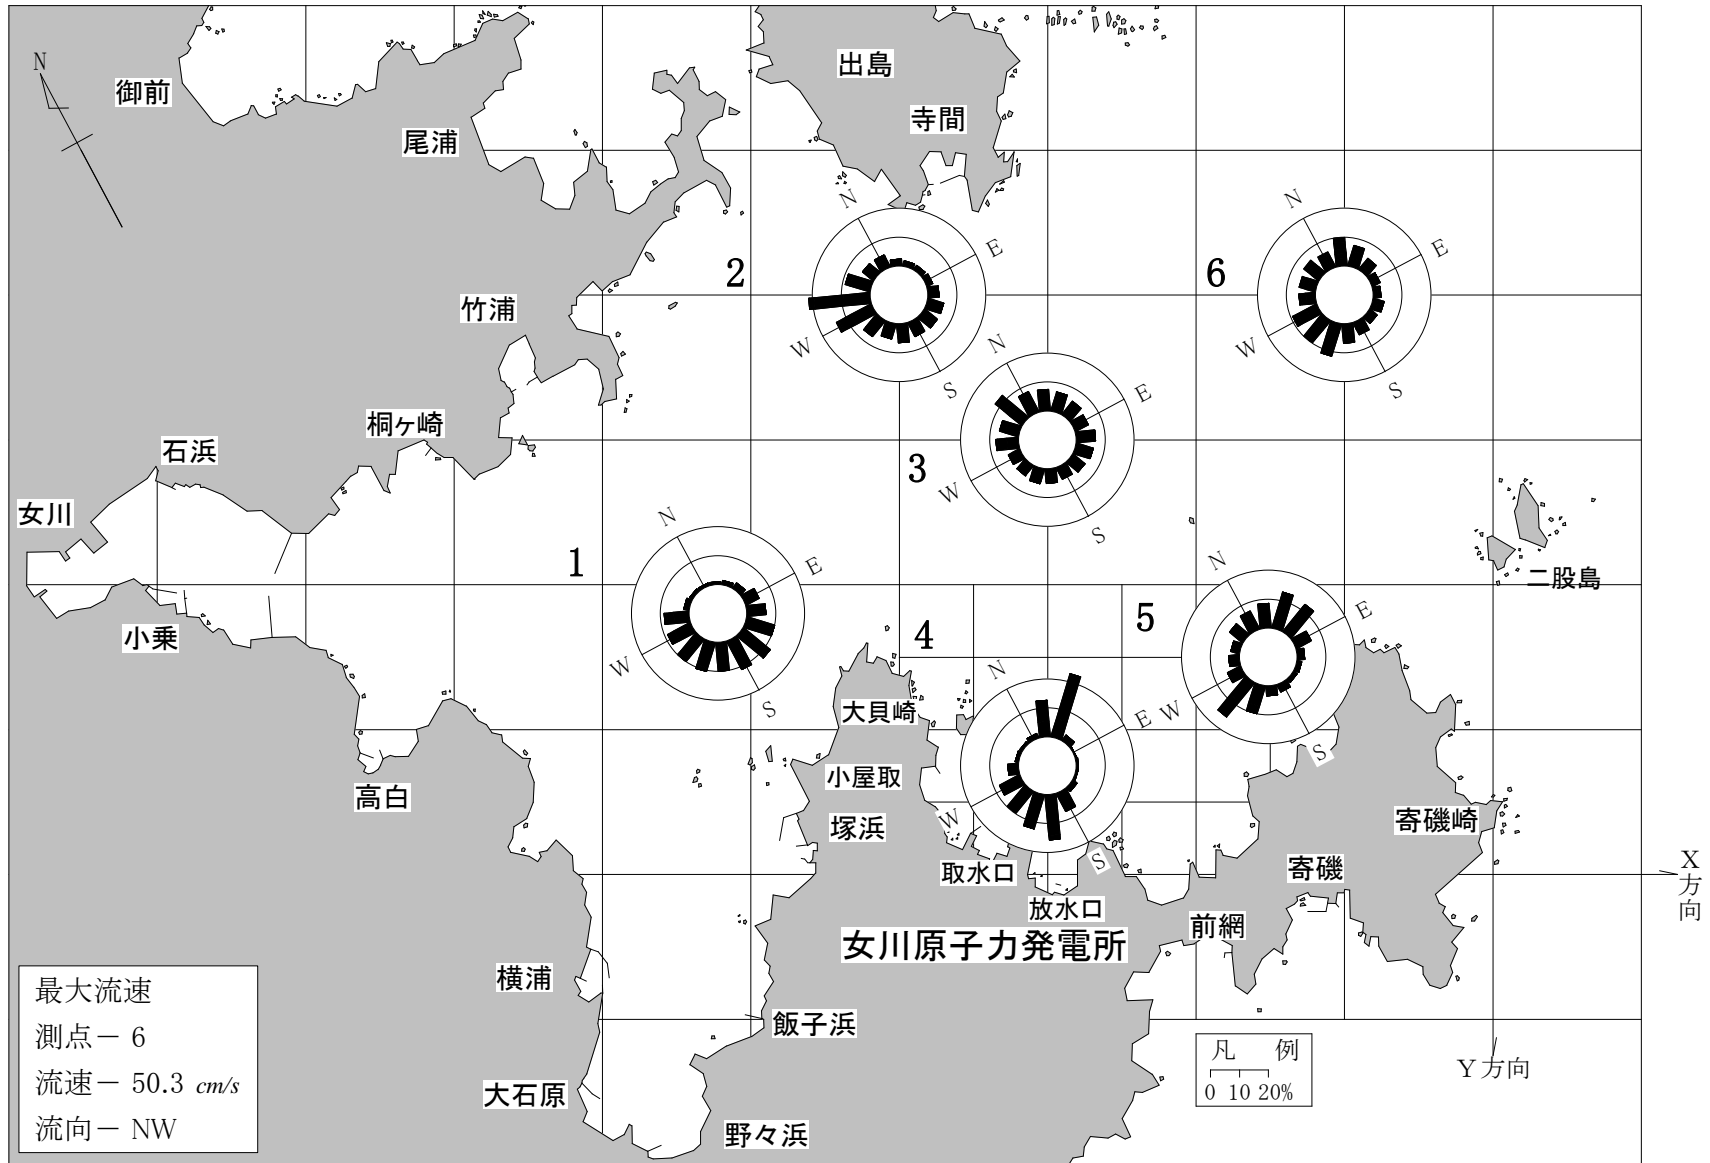 N
御前
尾浦
出島
寺間
竹浦
桐ヶ崎
石浜
女川
小乗
高白
2
N
E
W
S
6
N
E
W
S
3
N
E
W
S
1
N
E
W
S
4
N
E
W
S
5
N
E
W
S
二股島
大貝崎
小屋取
塚浜
取水口
放水口
女川原子力発電所
前網
寄磯
寄磯崎
X方向
Y方向
横浦
飯子浜
大石原
野々浜
最大流速
測点－ 6
流速－ 50.3 cm/s
流向－ NW
凡 例
0 10 20%